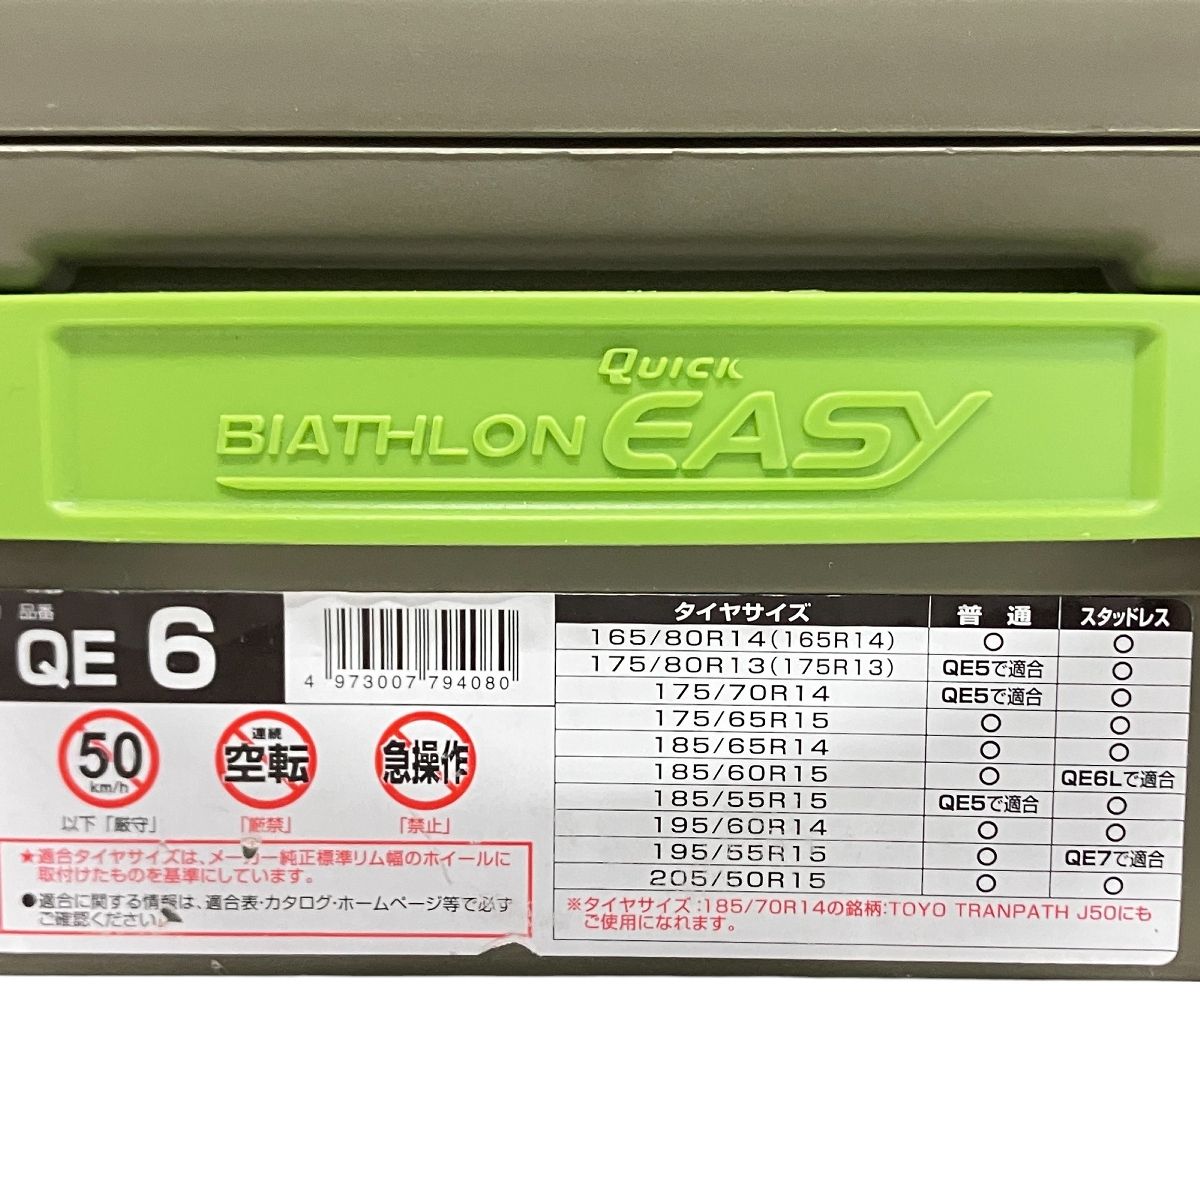 QUICK
BIATHLON EASY
品番
QE 6
4 973007 794080
50
km/h
以下「厳守」
連続
空転
「厳禁」
急操作
「禁止」
★適合タイヤサイズは、メーカー純正標準リム幅のホイールに
取付けたものを基準にしています。
●適合に関する情報は、適合表・カタログ・ホームページ等で必ず
ご確認ください。
タイヤサイズ 普通 スタッドレス
165/80R14(165R14) ○ ○
175/80R13(175R13) QE5で適合 ○
175/70R14 QE5で適合 ○
175/65R15 ○ ○
185/65R14 ○ ○
185/60R15 ○ QE6Lで適合
185/55R15 QE5で適合 ○
195/60R14 ○ ○
195/55R15 ○ QE7で適合
205/50R15 ○ ○
※タイヤサイズ:185/70R14の銘柄:TOYO TRANPATH J50にも
ご使用になれます。